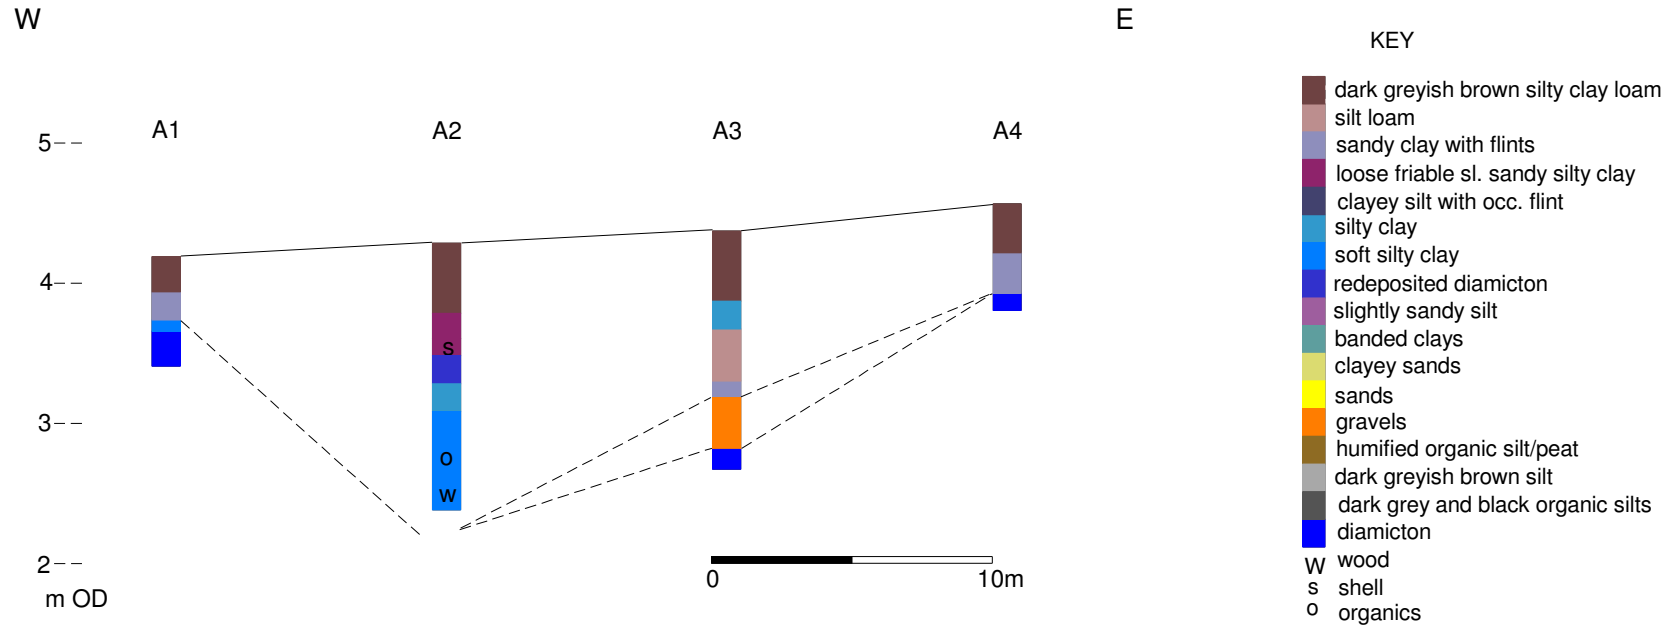 W
E
KEY
A1
A2
A3
A4
5
4
3
2
m OD
s
o
w
0
10m
dark greyish brown silty clay loam
silt loam
sandy clay with flints
loose friable sl. sandy silty clay
clayey silt with occ. flint
silty clay
soft silty clay
redeposited diamicton
slightly sandy silt
banded clays
clayey sands
sands
gravels
humified organic silt/peat
dark greyish brown silt
dark grey and black organic silts
diamicton
W wood
s shell
o organics